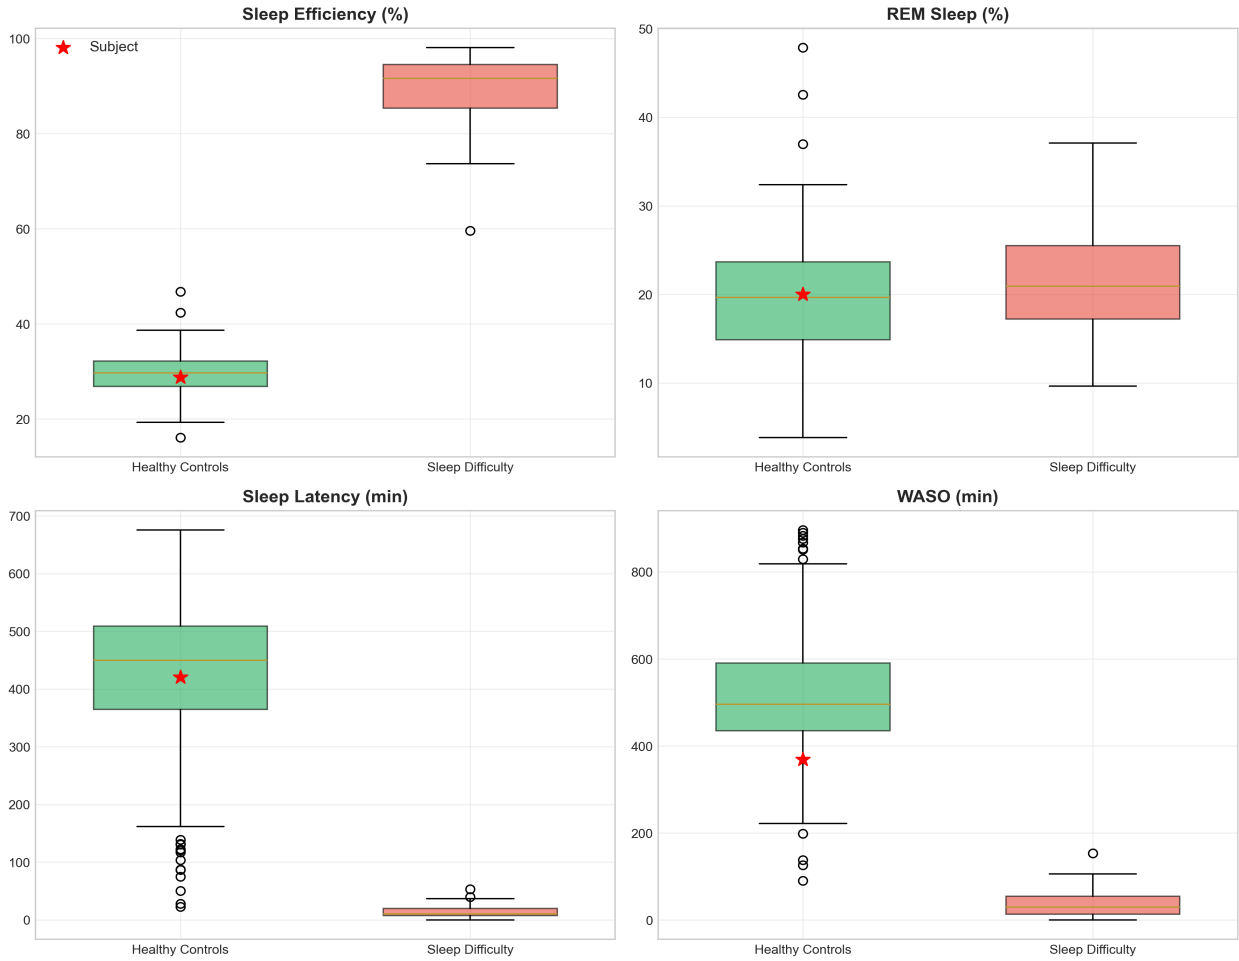 Sleep Efficiency (%)
100
80
60
40
20
Subject
Healthy Controls
Sleep Difficulty
REM Sleep (%)
50
40
30
20
10
Healthy Controls
Sleep Difficulty
Sleep Latency (min)
700
600
500
400
300
200
100
0
Healthy Controls
Sleep Difficulty
WASO (min)
800
600
400
200
0
Healthy Controls
Sleep Difficulty